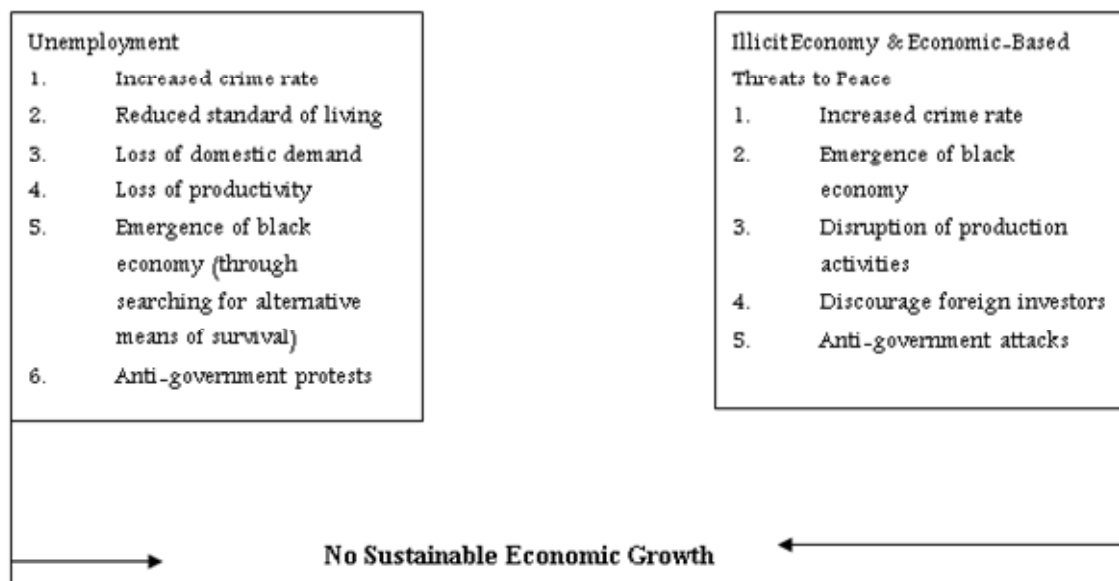 Unemployment
1. Increased crime rate
2. Reduced standard of living
3. Loss of domestic demand
4. Loss of productivity
5. Emergence of black
economy (through
searching for alternative
means of survival)
6. Anti-government protests
Illicit Economy & Economic-Based
Threats to Peace
1. Increased crime rate
2. Emergence of black
economy
3. Disruption of production
activities
4. Discourage foreign investors
5. Anti-government attacks
No Sustainable Economic Growth